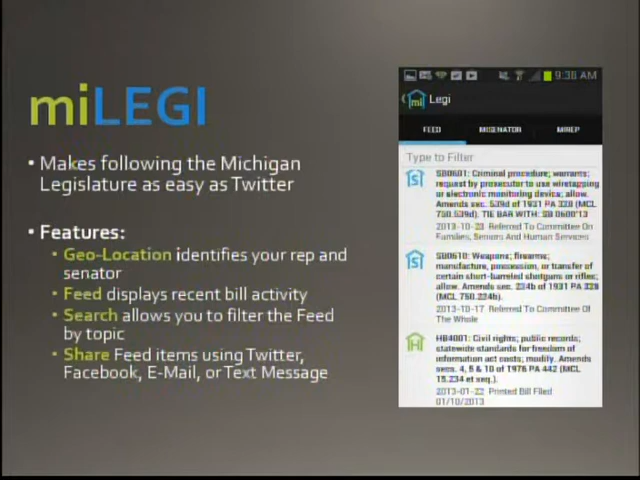 miLEGI
• Makes following the Michigan
Legislature as easy as Twitter
• Features:
• Geo-Location identifies your rep and
senator
• Feed displays recent bill activity
• Search allows you to filter the Feed
by topic
• Share Feed items using Twitter,
Facebook, E-Mail, or Text Message
9:38 AM
mi Legi
FEED MISENATOR MIREP
Type to Filter
S SB0601: Criminal procedure; warrants;
request by prosecutor to use wiretapping
or electronic monitoring device; allow.
Amends sec. 539d of 1931 PA 328 (MCL
750.539d). TIE BAR WITH: SB 0600'13
2013-10-23 Referred To Committee On
Families, Seniors And Human Services
S SB0610: Weapons; firearms;
manufacture, possession, or transfer of
certain short-barreled shotguns or rifles;
allow. Amends sec. 224b of 1931 PA 328
(MCL 750.224b).
2013-10-17 Referred To Committee Of
The Whole
H HB4001: Civil rights; public records;
statewide standards for freedom of
information act costs; modify. Amends
secs. 4, 5 & 10 of 1976 PA 442 (MCL
15.234 et seq.).
2013-01-22 Printed Bill Filed
01/10/2013